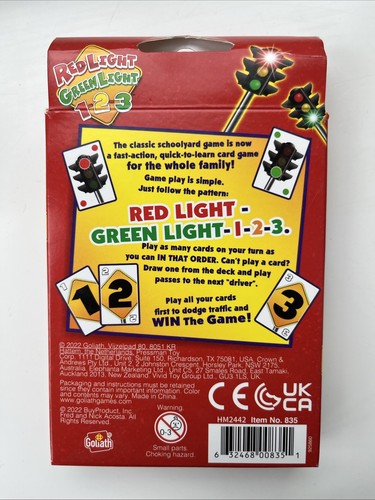 RED LIGHT
GREEN LIGHT
1-2-3
The classic schoolyard game is now
a fast-action, quick-to-learn card game
for the whole family!
Game play is simple.
Just follow the pattern:
RED LIGHT -
GREEN LIGHT-1-2-3.
Play as many cards on your turn as
you can IN THAT ORDER. Can't play a card?
Draw one from the deck and play
passes to the next "driver".
1
2
2
2
3
3
3
Play all your cards
first to dodge traffic and
WIN The Game!
© 2022 Goliath, Vijzelpad 80, 8051 KR
Hattem, the Netherlands. Pressman Toy
Corp. 1111 Digital Drive, Suite 150, Richardson, TX 75081, USA. Crown &
Andrews Pty Ltd., Unit 2, 2 Johnston Crescent, Horsley Park, NSW 2175,
Australia. Elephanta Marketing Ltd., Unit C5, 27 Smales Road, East Tamaki,
Auckland 2013, New Zealand. Vivid Toy Group Ltd., GU3 1LS, UK.
Packaging and instructions must be retained
since they contain important information. Color
and contents may vary. Made in China.
www.goliathgames.com
© 2022 BuyProduct, Inc.
Fred and Nick Acosta. All
Rights Reserved.
Goliath
WARNING:
0-3
Small parts
Choking hazard.
CE UK
CA
HM2442 Item No. 835
6 32468 00835 1